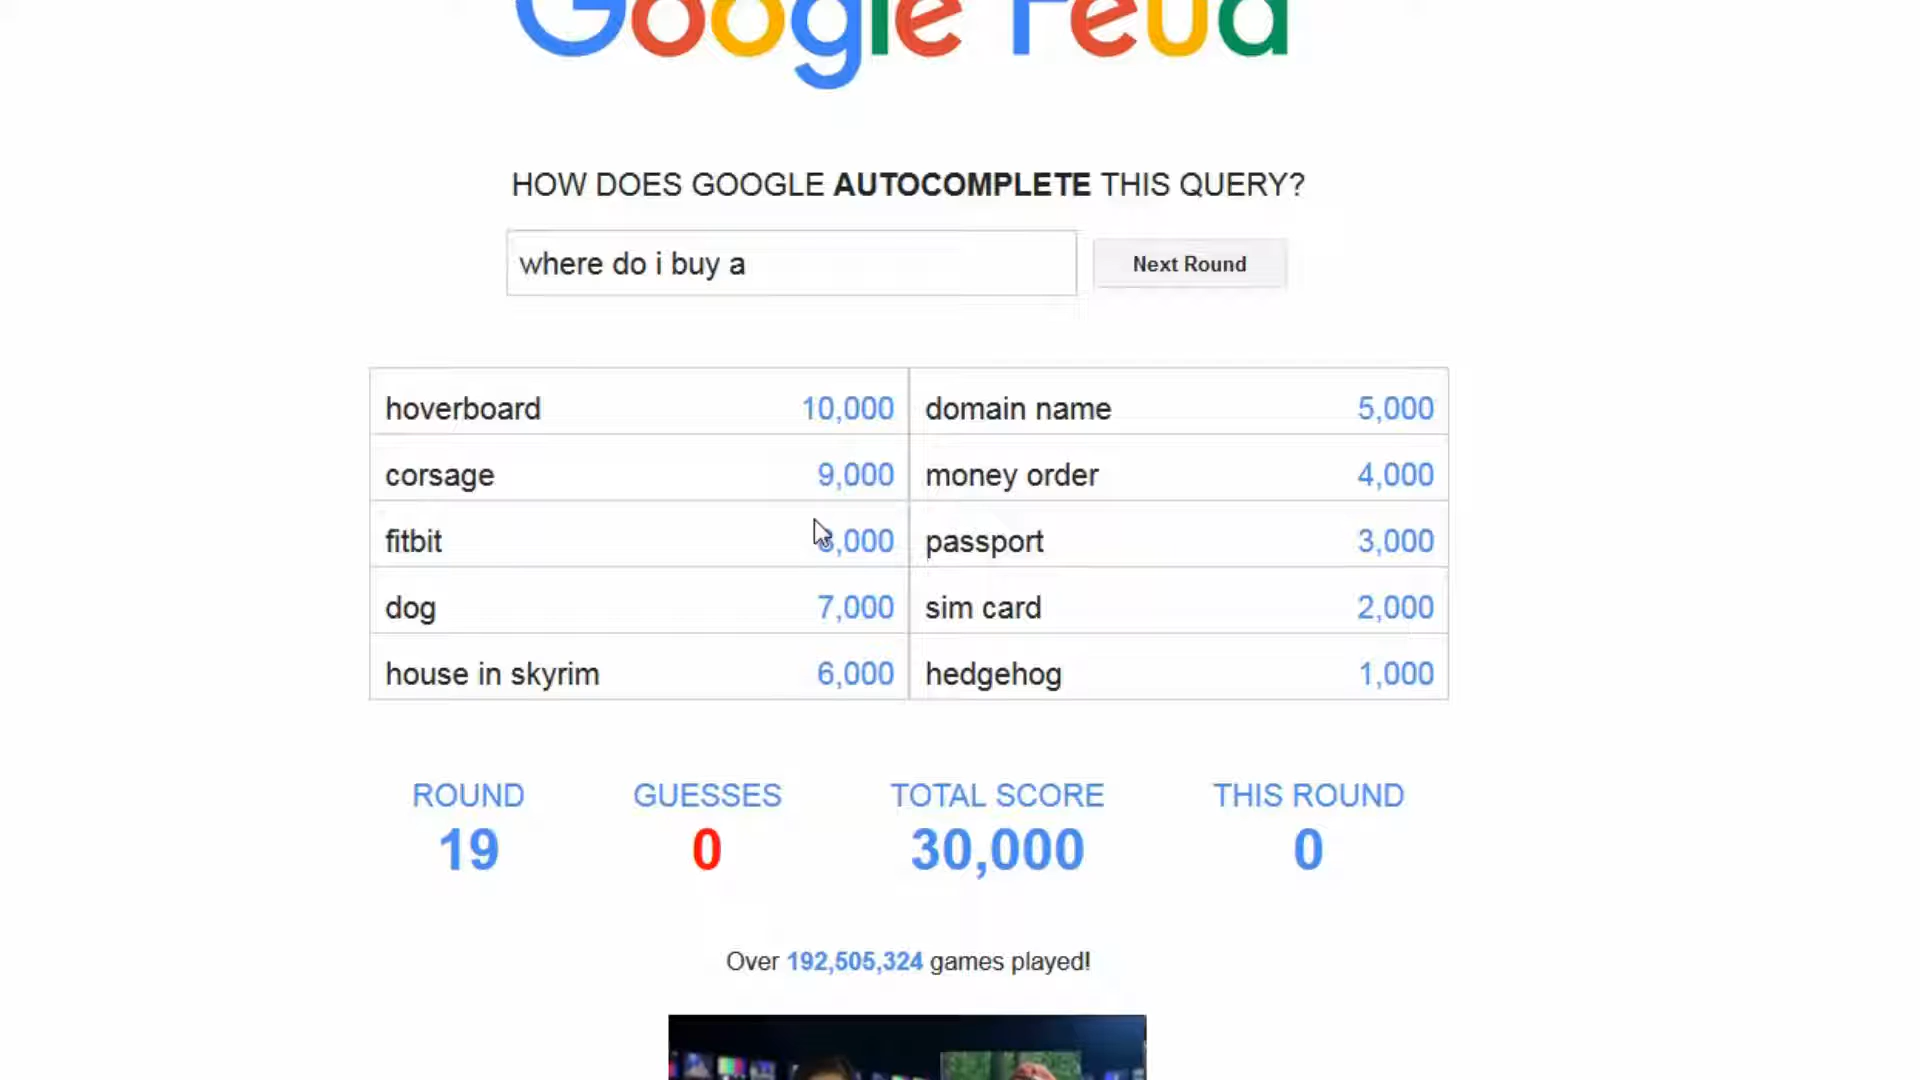 Google Feud
HOW DOES GOOGLE AUTOCOMPLETE THIS QUERY?
where do i buy a
Next Round
hoverboard 10,000 domain name 5,000
corsage 9,000 money order 4,000
fitbit ,000 passport 3,000
dog 7,000 sim card 2,000
house in skyrim 6,000 hedgehog 1,000
ROUND GUESSES TOTAL SCORE THIS ROUND
19 0 30,000 0
Over 192,505,324 games played!